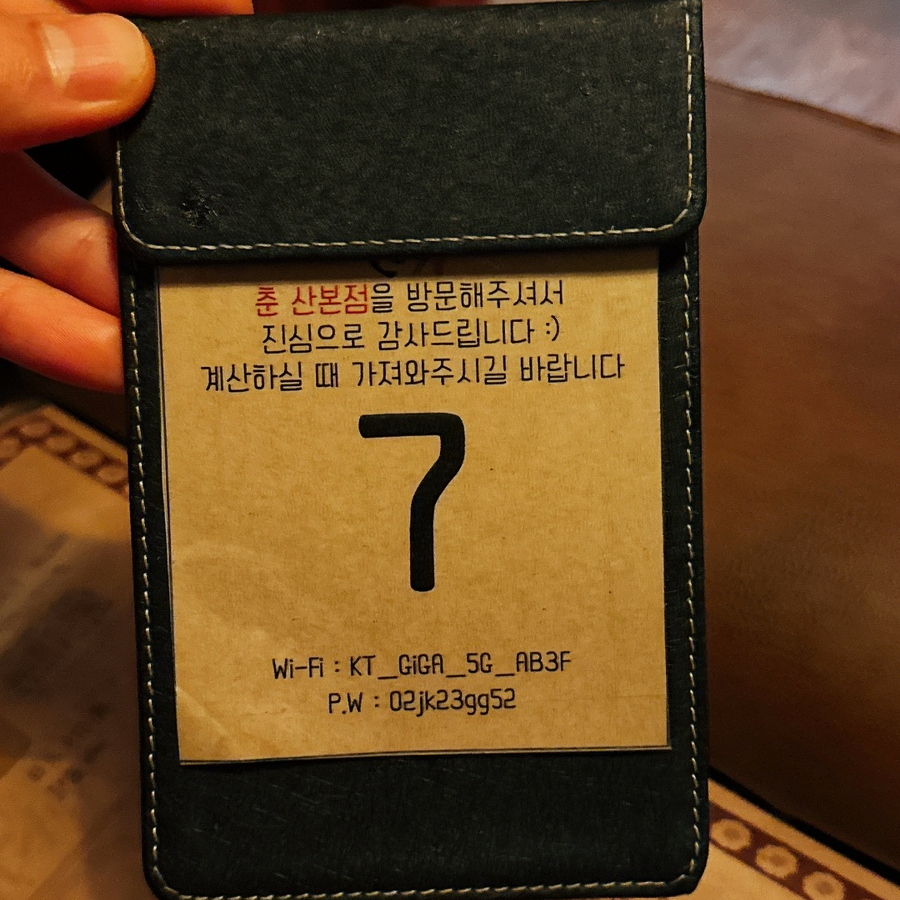 춘 산본점을 방문해주셔서
진심으로 감사드립니다 :)
계산하실 때 가져와주시길 바랍니다
7
Wi-Fi : KT_GiGA_5G_AB3F
P.W : 02jk23gg52